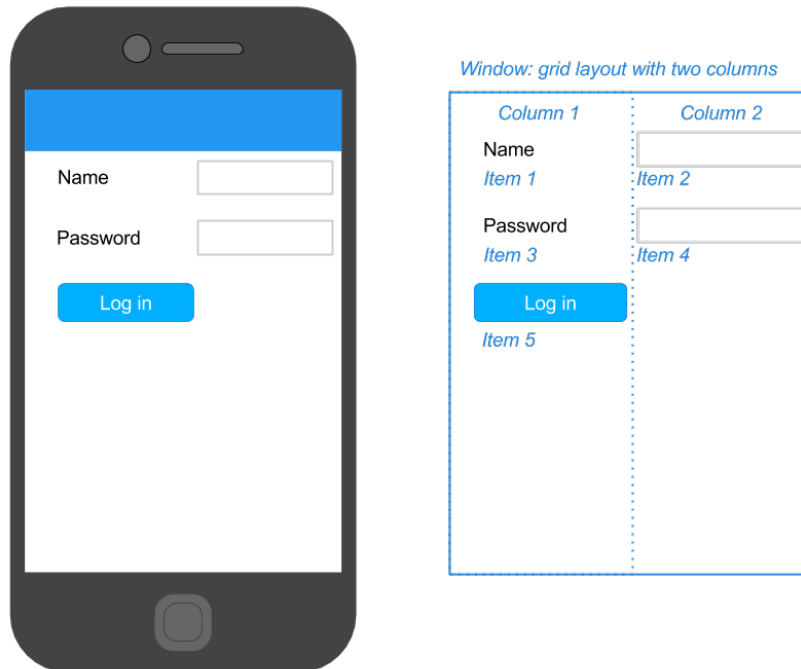 Name
Password
Log in
Window: grid layout with two columns
Column 1 Column 2
Name
Item 1 Item 2
Password
Item 3 Item 4
Log in
Item 5